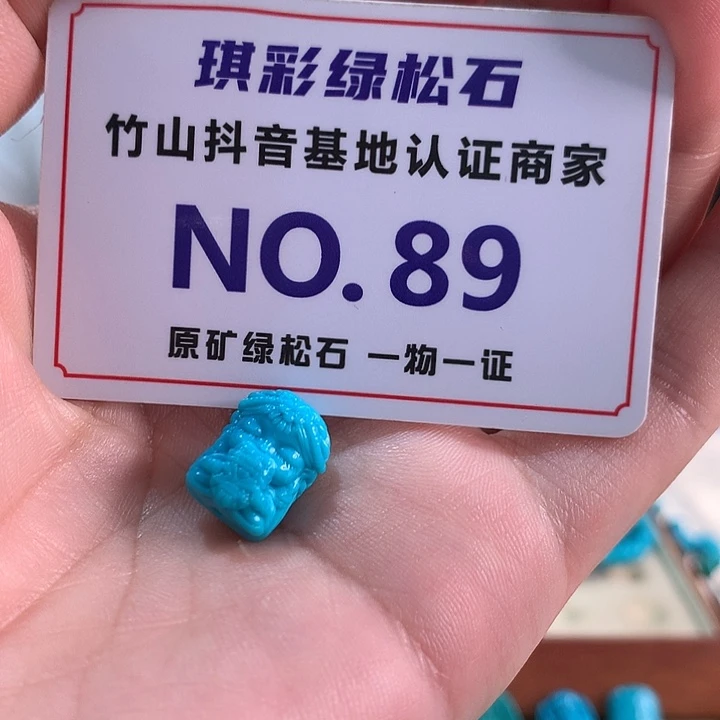 琪彩绿松石
竹山抖音基地认证商家
NO.89
原矿绿松石 一物一证